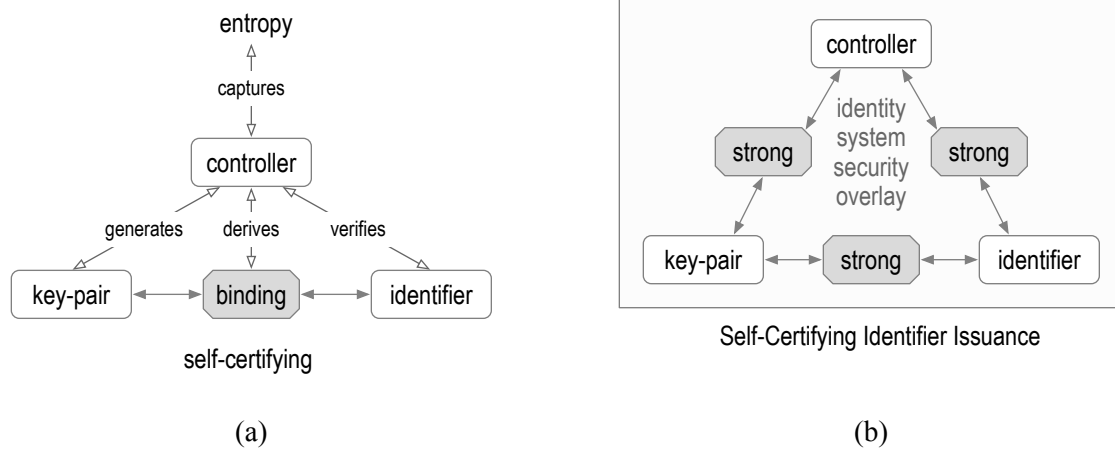 entropy
captures
controller
generates
derives
verifies
key-pair
binding
identifier
self-certifying
(a)
controller
identity
system
security
overlay
strong
strong
key-pair
strong
identifier
Self-Certifying Identifier Issuance
(b)